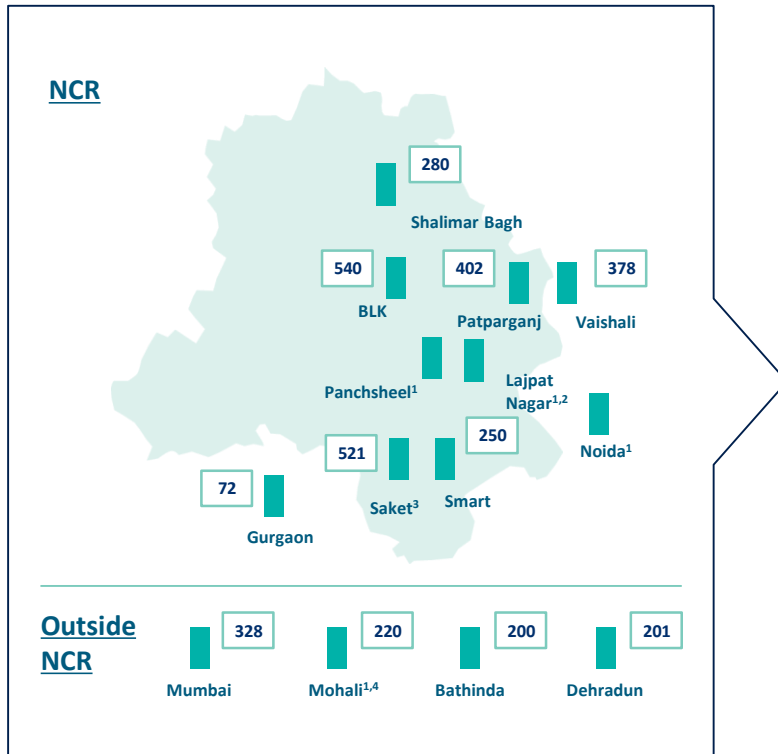 NCR
280
Shalimar Bagh
540
BLK
402
Patparganj
378
Vaishali
Panchsheel¹
Lajpat
Nagar¹,²
Noida¹
521
Saket³
250
Smart
72
Gurgaon
Outside
NCR
328
Mumbai
220
Mohali¹,⁴
200
Bathinda
201
Dehradun